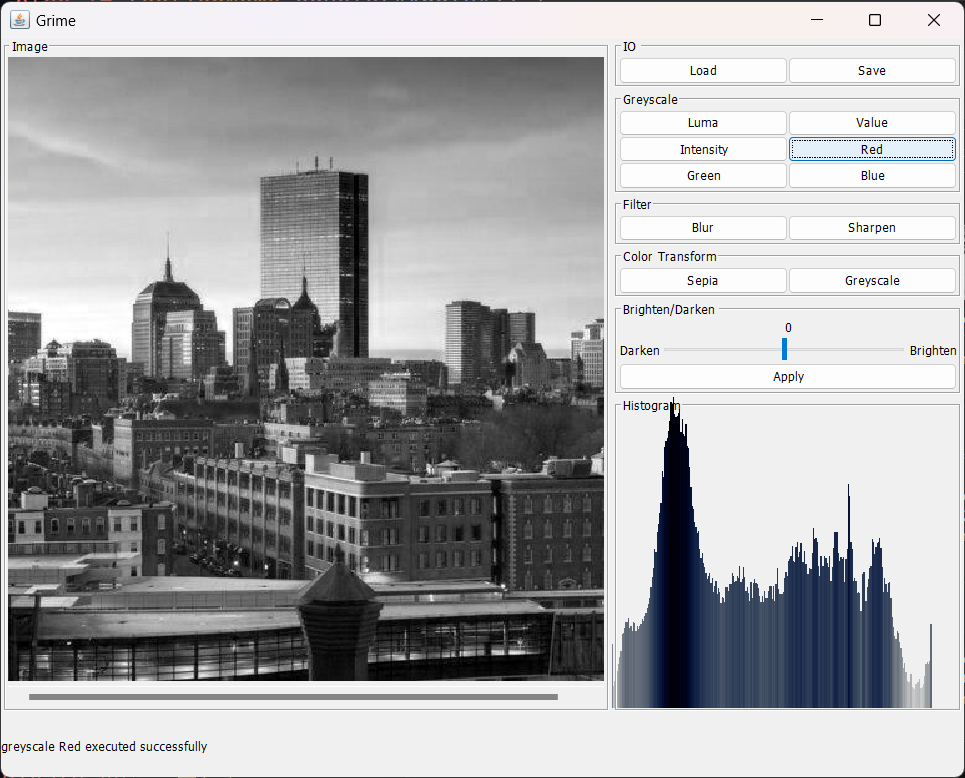 Grime
Image
IO
Load Save
Greyscale
Luma Value
Intensity Red
Green Blue
Filter
Blur Sharpen
Color Transform
Sepia Greyscale
Brighten/Darken
0
Darken Brighten
Apply
Histogram
greyscale Red executed successfully